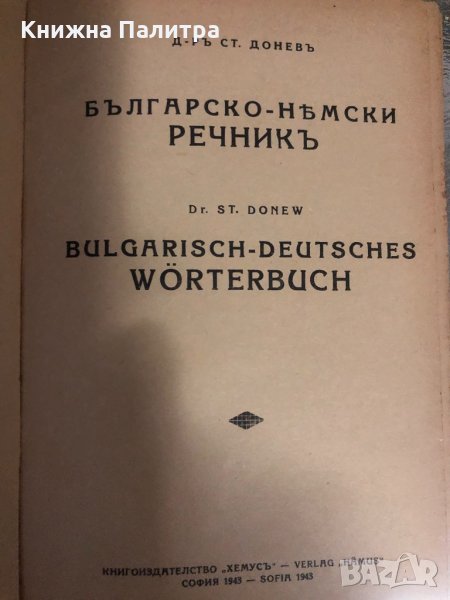 Книжна Палитра
Д-РЪ СТ. ДОНЕВЪ
БЪЛГАРСКО-НѢМСКИ
РЕЧНИКЪ
Dr. ST. DONEW
BULGARISCH-DEUTSCHES
WÖRTERBUCH
КНИГОИЗДАТЕЛСТВО „ХЕМУСЪ" — VERLAG „HÄMUS"
СОФИЯ 1943 — SOFIA 1943
BAZAR